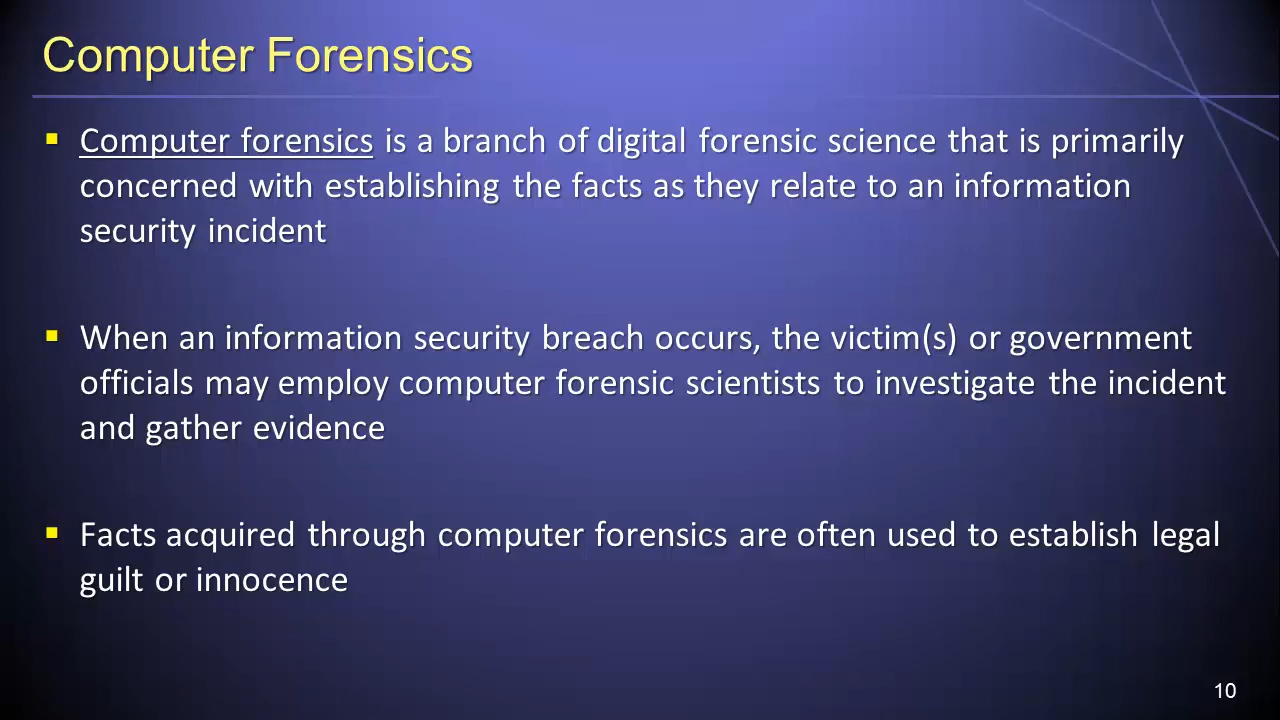 Computer Forensics
▪ Computer forensics is a branch of digital forensic science that is primarily
concerned with establishing the facts as they relate to an information
security incident
▪ When an information security breach occurs, the victim(s) or government
officials may employ computer forensic scientists to investigate the incident
and gather evidence
▪ Facts acquired through computer forensics are often used to establish legal
guilt or innocence
10